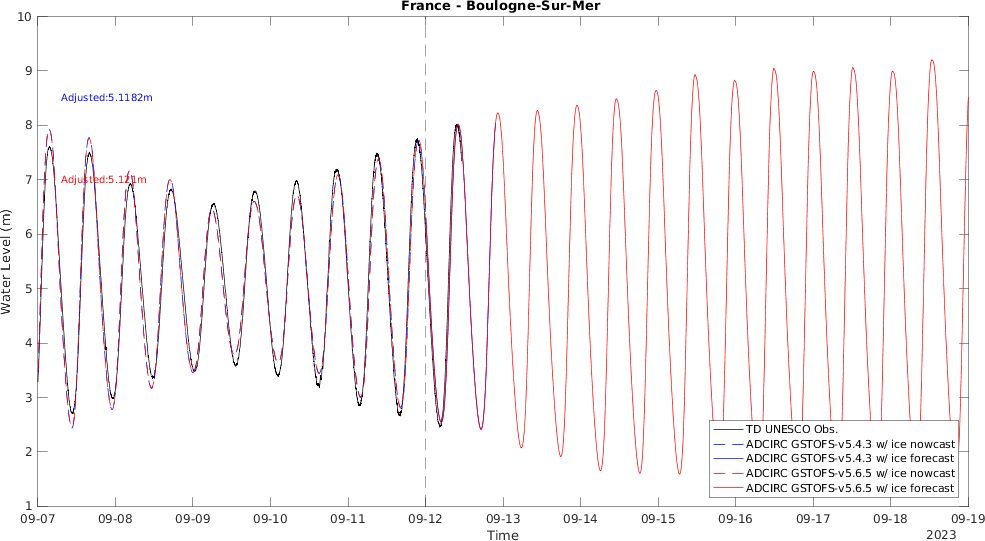 France - Boulogne-Sur-Mer
10
9
8
7
6
5
4
3
2
1
Water Level (m)
Adjusted:5.1182m
Adjusted:5.121m
TD UNESCO Obs.
ADCIRC GSTOFS-v5.4.3 w/ ice nowcast
ADCIRC GSTOFS-v5.4.3 w/ ice forecast
ADCIRC GSTOFS-v5.6.5 w/ ice nowcast
ADCIRC GSTOFS-v5.6.5 w/ ice forecast
09-07 09-08 09-09 09-10 09-11 09-12 09-13 09-14 09-15 09-16 09-17 09-18 09-19
Time
2023